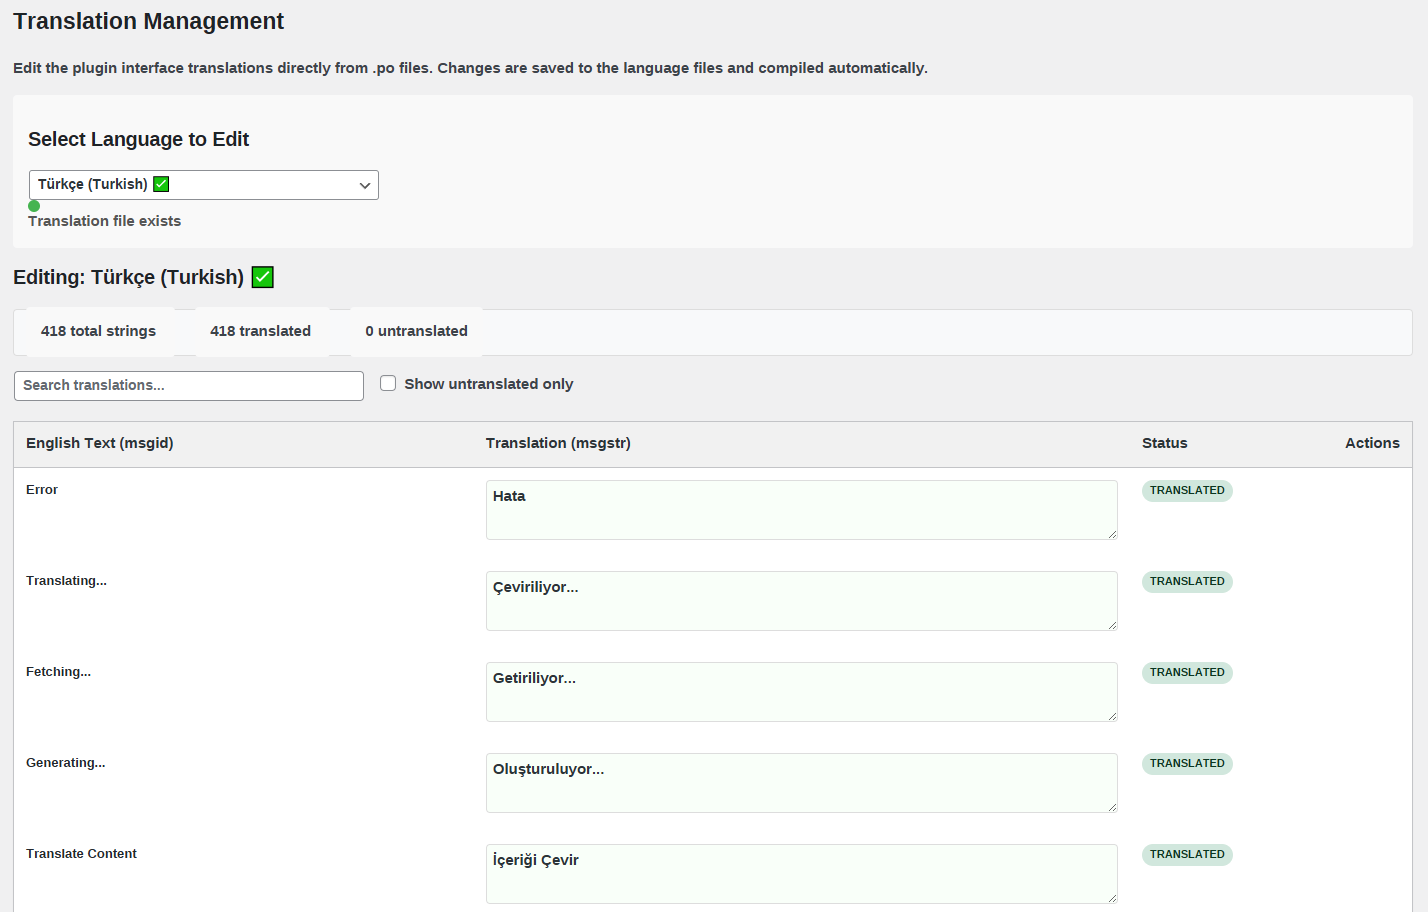 Translation Management
Edit the plugin interface translations directly from .po files. Changes are saved to the language files and compiled automatically.
Select Language to Edit
Türkçe (Turkish) ✅
Translation file exists
Editing: Türkçe (Turkish) ✅
418 total strings 418 translated 0 untranslated
Search translations... Show untranslated only
English Text (msgid) Translation (msgstr) Status Actions
Error Hata TRANSLATED
Translating... Çeviriliyor... TRANSLATED
Fetching... Getiriliyor... TRANSLATED
Generating... Oluşturuluyor... TRANSLATED
Translate Content İçeriği Çevir TRANSLATED